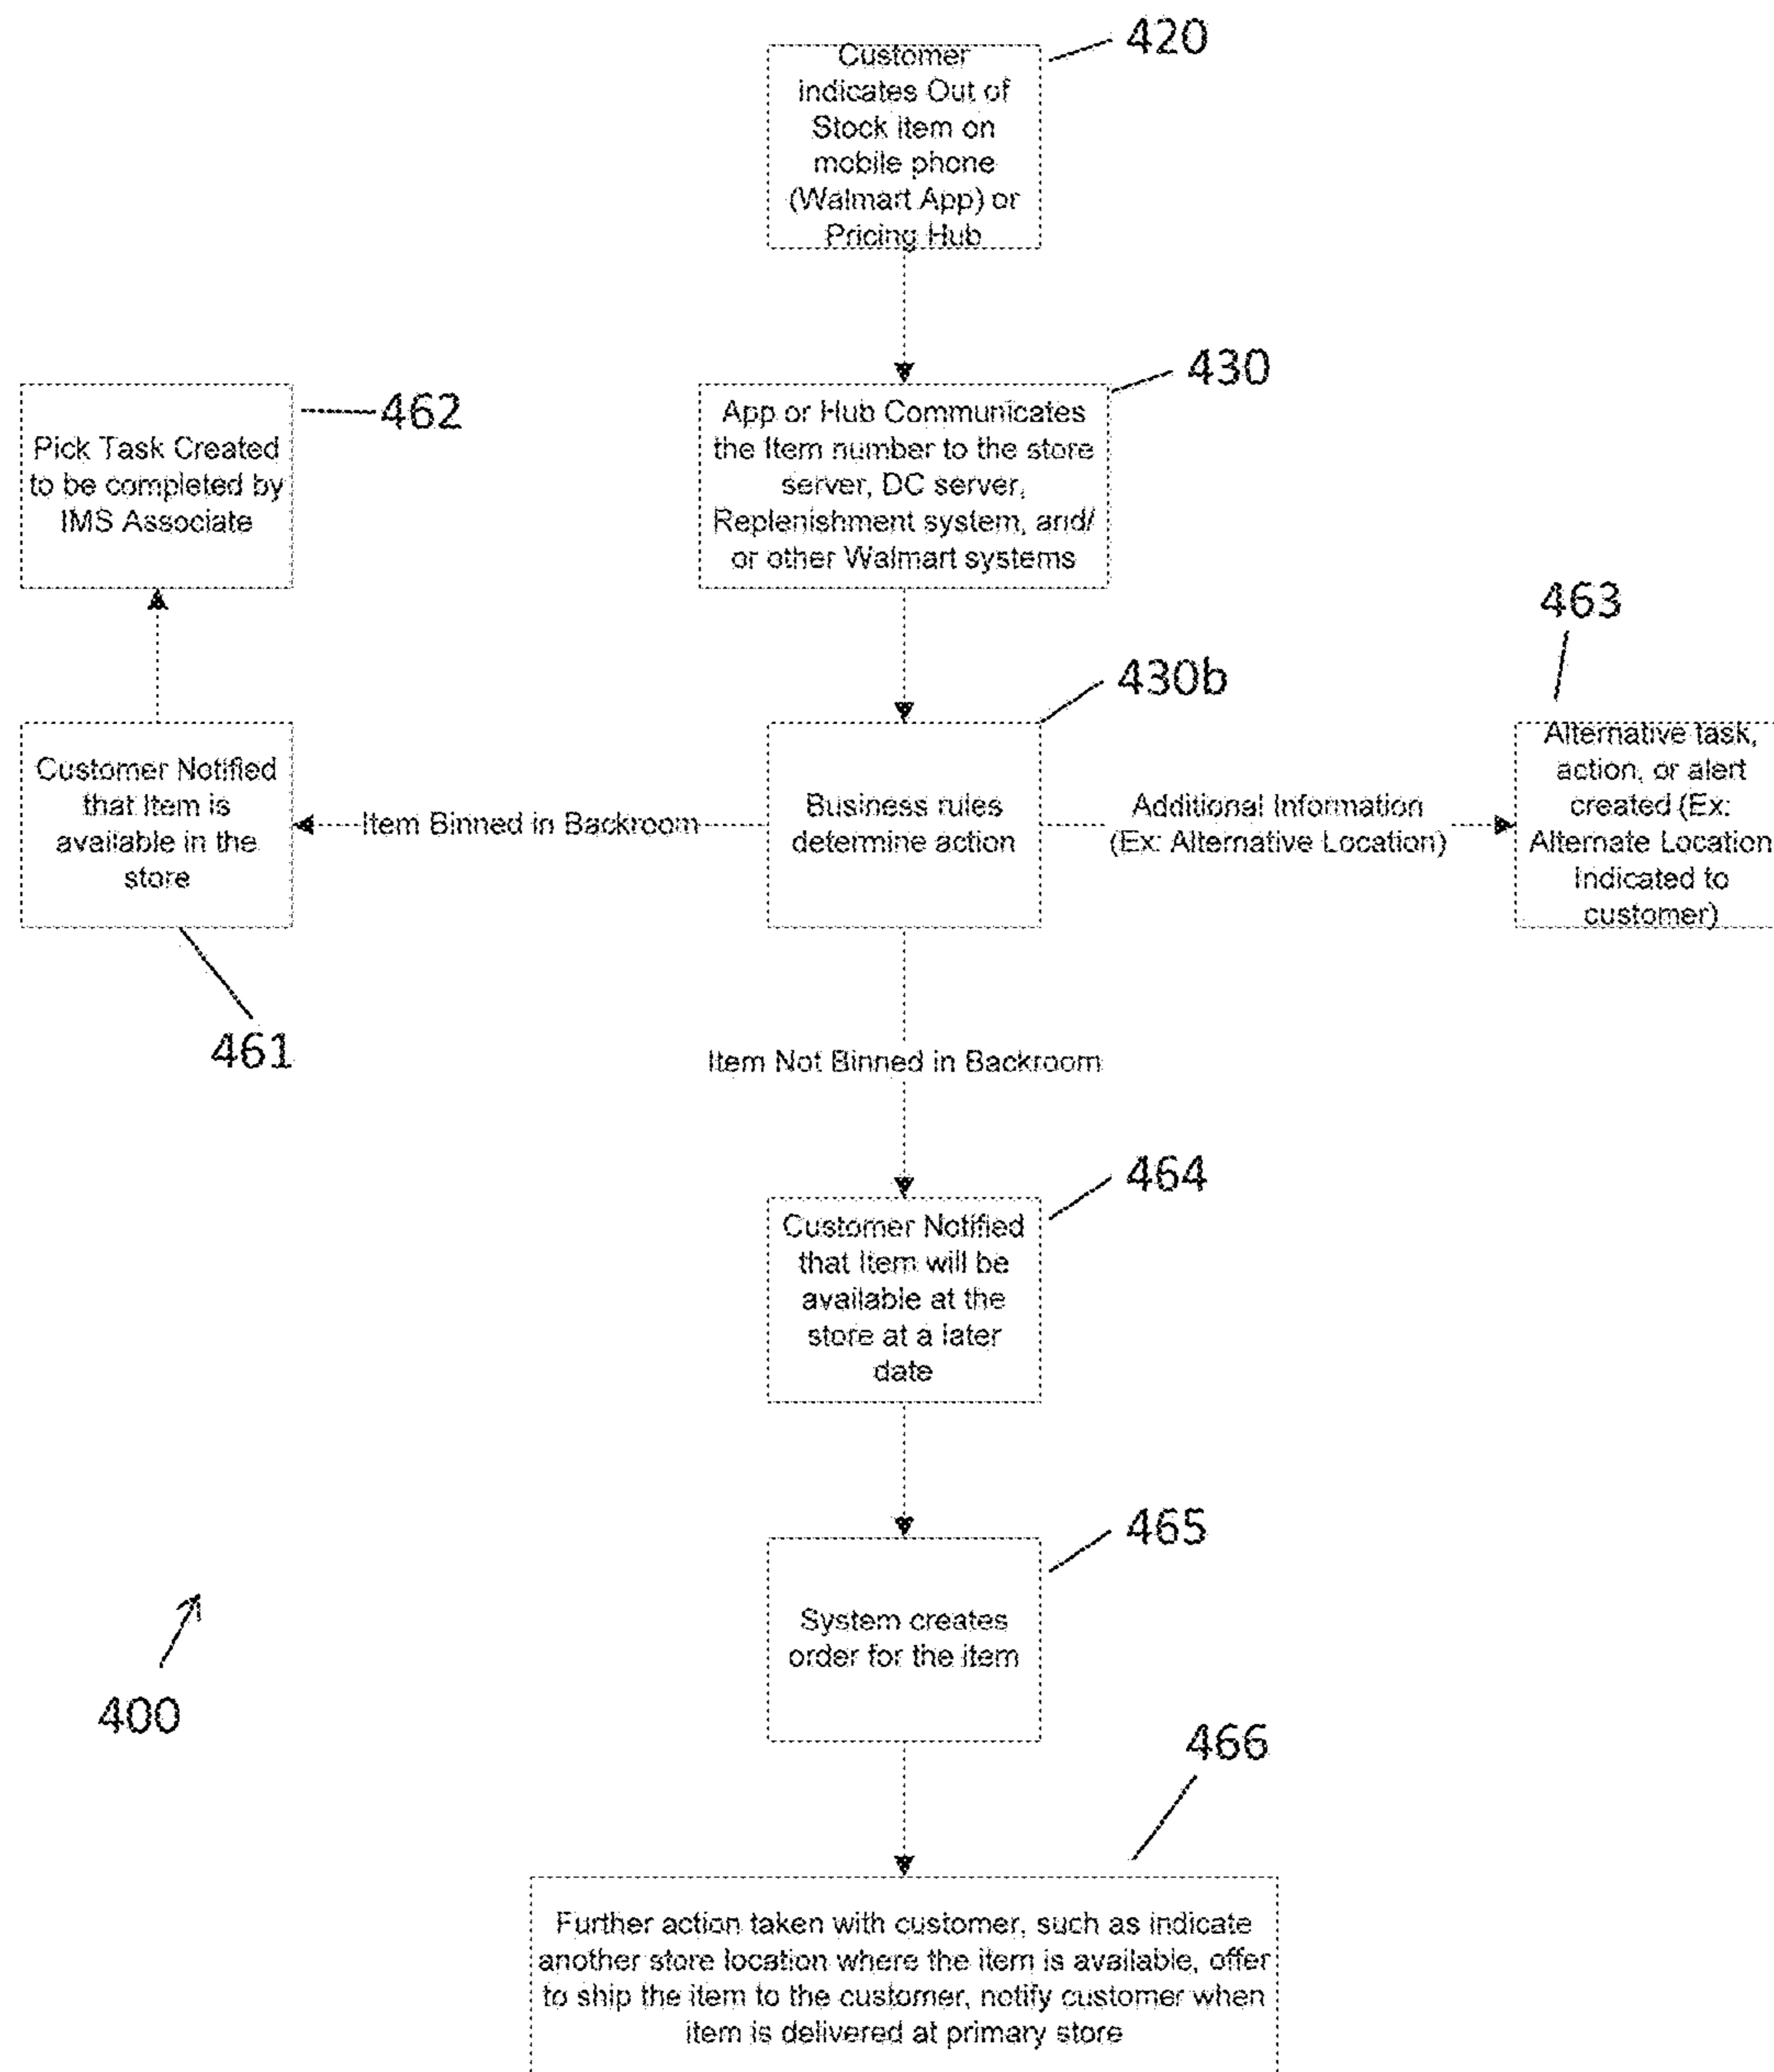 420
Customer
indicates Out of
Stock item on
mobile phone
(Walmart App) or
Pricing Hub
430
App or Hub Communicates
the Item number to the store
server, DC server,
Replenishment system, and/
or other Walmart systems
462
Pick Task Created
to be completed by
IMS Associate
430b
Business rules
determine action
Item Binned in Backroom
Customer Notified
that Item is
available in the
store
461
Additional Information
(Ex: Alternative Location)
463
Alternative task,
action, or alert
created (Ex:
Alternate Location
Indicated to
customer)
Item Not Binned in Backroom
464
Customer Notified
that Item will be
available at the
store at a later
date
465
System creates
order for the item
400
466
Further action taken with customer, such as indicate
another store location where the item is available, offer
to ship the item to the customer, notify customer when
item is delivered at primary store